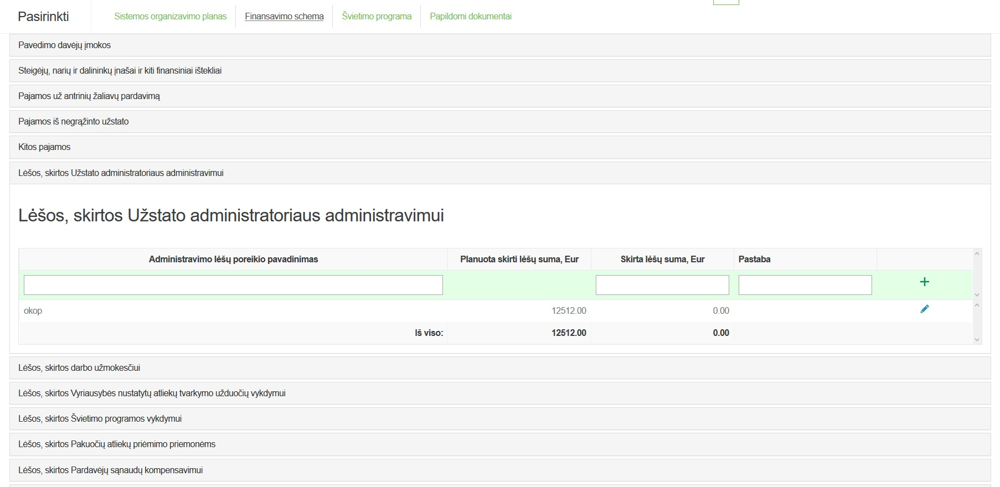 Pasirinkti
Sistemos organizavimo planas
Finansavimo schema
Švietimo programa
Papildomi dokumentai
Pavedimo davėjų įmokos
Steigėjų, narių ir dalininkų įnašai ir kiti finansiniai ištekliai
Pajamos už antrinių žaliavų pardavimą
Pajamos iš negrąžinto užstato
Kitos pajamos
Lėšos, skirtos Užstato administratoriaus administravimui
Lėšos, skirtos Užstato administratoriaus administravimui
Administravimo lėšų poreikio pavadinimas
Planuota skirti lėšų suma, Eur
Skirta lėšų suma, Eur
Pastaba
okop
12512.00
0.00
Iš viso:
12512.00
0.00
Lėšos, skirtos darbo užmokesčiui
Lėšos, skirtos Vyriausybės nustatytų atliekų tvarkymo užduočių vykdymui
Lėšos, skirtos Švietimo programos vykdymui
Lėšos, skirtos Pakuočių atliekų priėmimo priemonėms
Lėšos, skirtos Pardavėjų sąnaudų kompensavimui